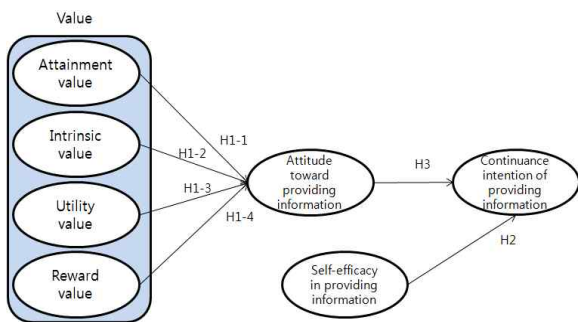 Value
Attainment
value
Intrinsic
value
Utility
value
Reward
value
H1-1
H1-2
H1-3
H1-4
Attitude
toward
providing
information
H3
Continuance
intention of
providing
information
H2
Self-efficacy
in providing
information